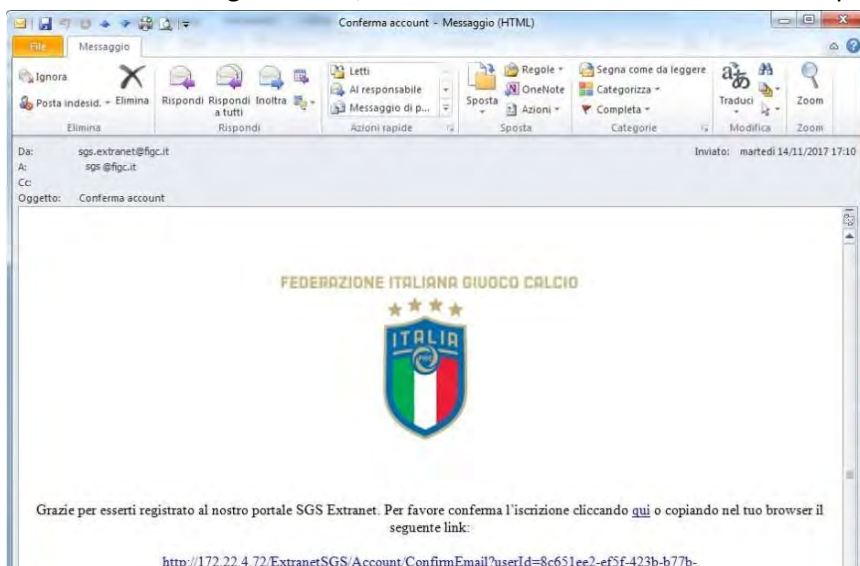 Conferma account - Messaggio (HTML)
File Messaggio
Ignora
Posta indesid. Elimina
Elimina
Rispondi Rispondi a tutti Inoltra
Rispondi
Letti
Al responsabile
Messaggio di p...
Azioni rapide
Sposta
Regole
OneNote
Azioni
Sposta
Segna come da leggere
Categorizza
Completa
Categorie
Traduci
Modifica
Zoom
Zoom
Da: sgs.extranet@figc.it
Inviato: martedì 14/11/2017 17:10
A: sgs @figc.it
Cc:
Oggetto: Conferma account
FEDERAZIONE ITALIANA GIUOCO CALCIO
ITALIA
FIGC
Grazie per esserti registrato al nostro portale SGS Extranet. Per favore conferma l'iscrizione cliccando qui o copiando nel tuo browser il
seguente link:
http://172.22.4.72/ExtranetSGS/Account/ConfirmEmail?userId=8c651ee2-ef5f-423b-b77b-